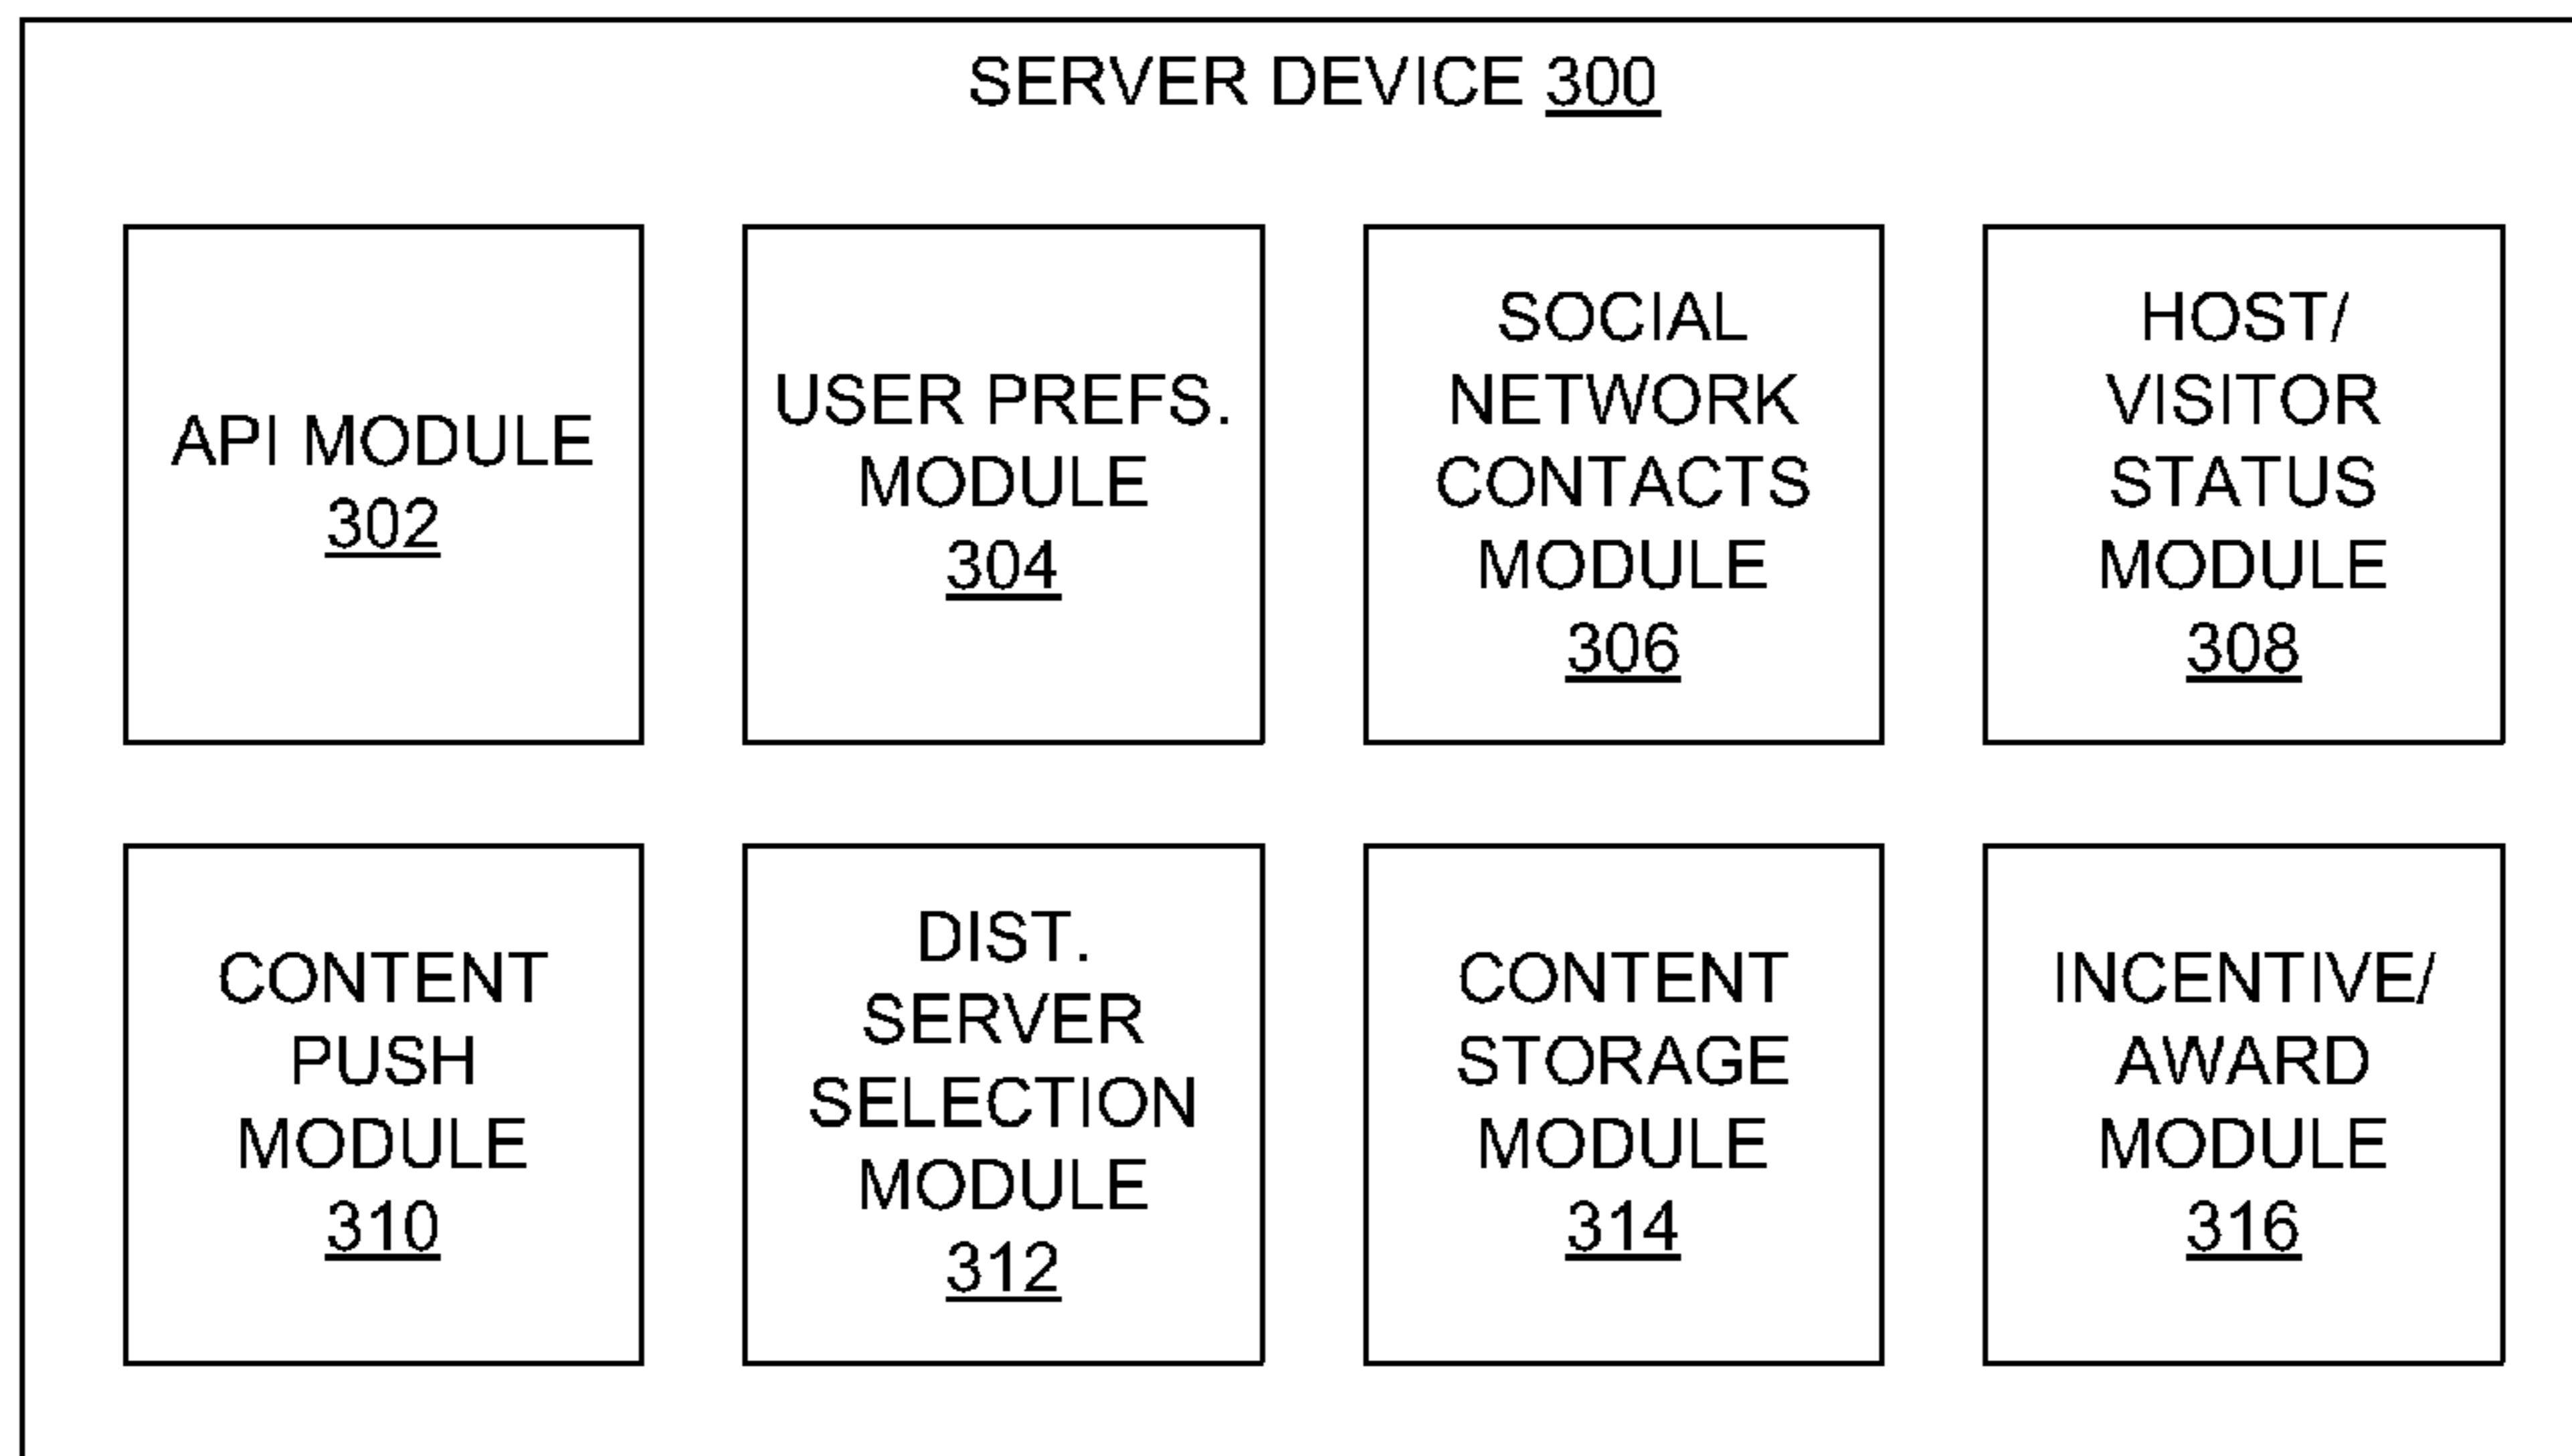 SERVER DEVICE 300
API MODULE
302
USER PREFS.
MODULE
304
SOCIAL
NETWORK
CONTACTS
MODULE
306
HOST/
VISITOR
STATUS
MODULE
308
CONTENT
PUSH
MODULE
310
DIST.
SERVER
SELECTION
MODULE
312
CONTENT
STORAGE
MODULE
314
INCENTIVE/
AWARD
MODULE
316